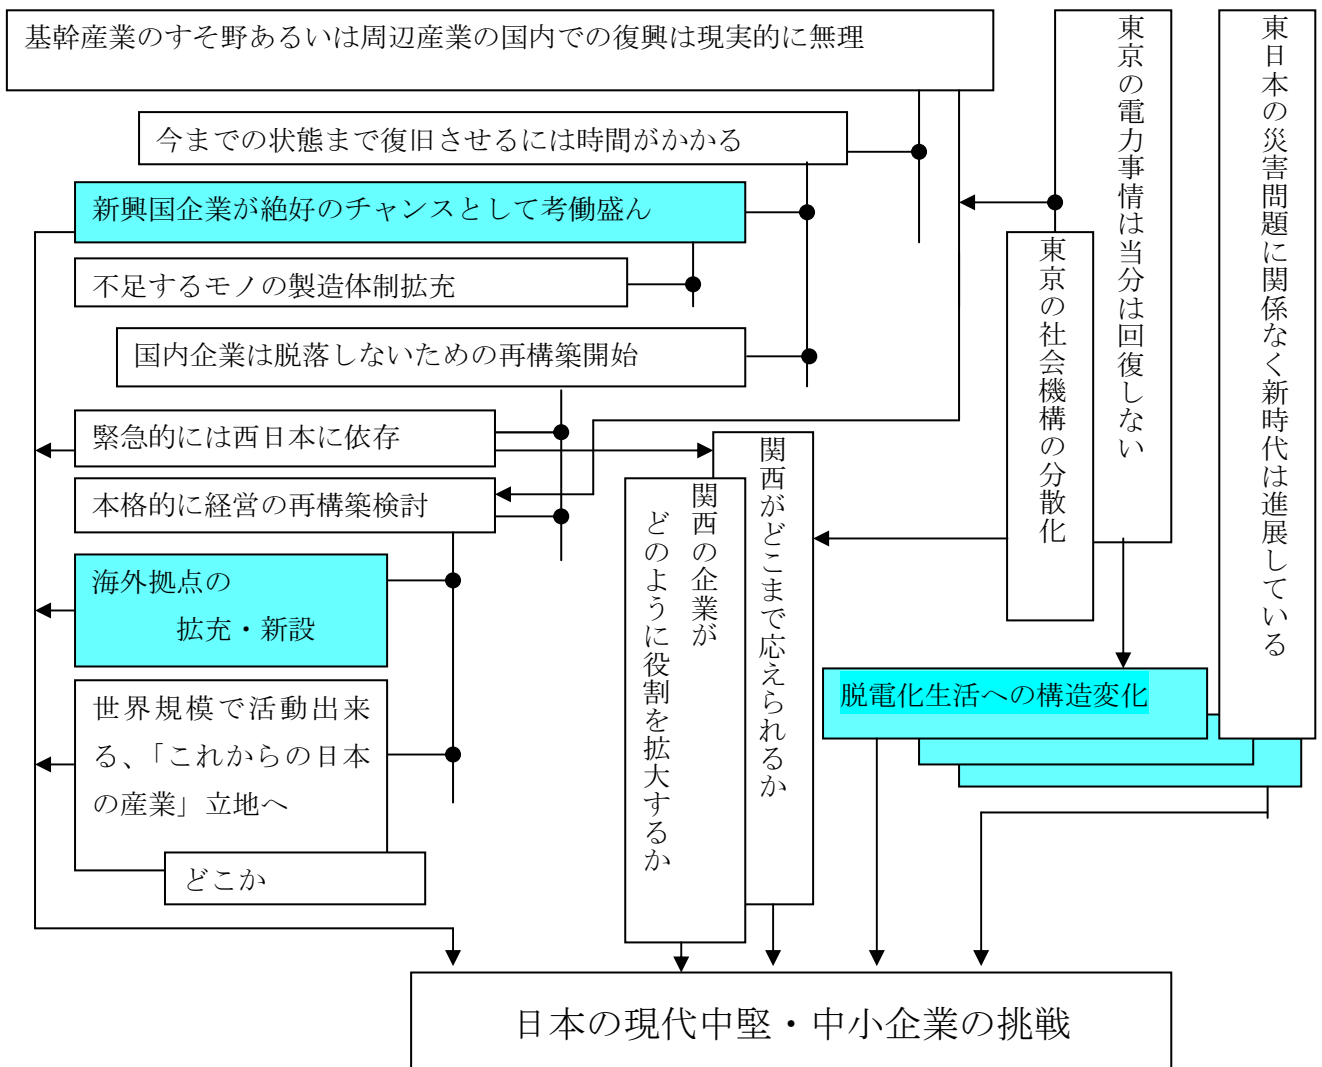 基幹産業のすそ野あるいは周辺産業の国内での復興は現実的に無理
今までの状態まで復旧させるには時間がかかる
新興国企業が絶好のチャンスとして考働盛ん
不足するモノの製造体制拡充
国内企業は脱落しないための再構築開始
緊急的には西日本に依存
本格的に経営の再構築検討
海外拠点の
拡充・新設
世界規模で活動出来
る、「これからの日本
の産業」立地へ
どこか
東日本の災害問題に関係なく新時代は進展している
東京の電力事情は当分は回復しない
東京の社会機構の分散化
関西がどこまで応えられるか
関西の企業が
どのように役割を拡大するか
脱電化生活への構造変化
日本の現代中堅・中小企業の挑戦